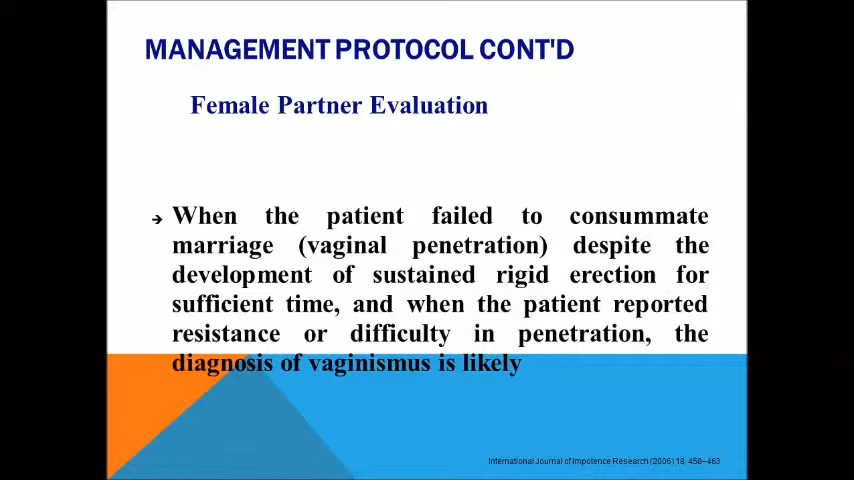 MANAGEMENT PROTOCOL CONT'D
Female Partner Evaluation
➔ When the patient failed to consummate
marriage (vaginal penetration) despite the
development of sustained rigid erection for
sufficient time, and when the patient reported
resistance or difficulty in penetration, the
diagnosis of vaginismus is likely
International Journal of Impotence Research (2006) 18, 458–463